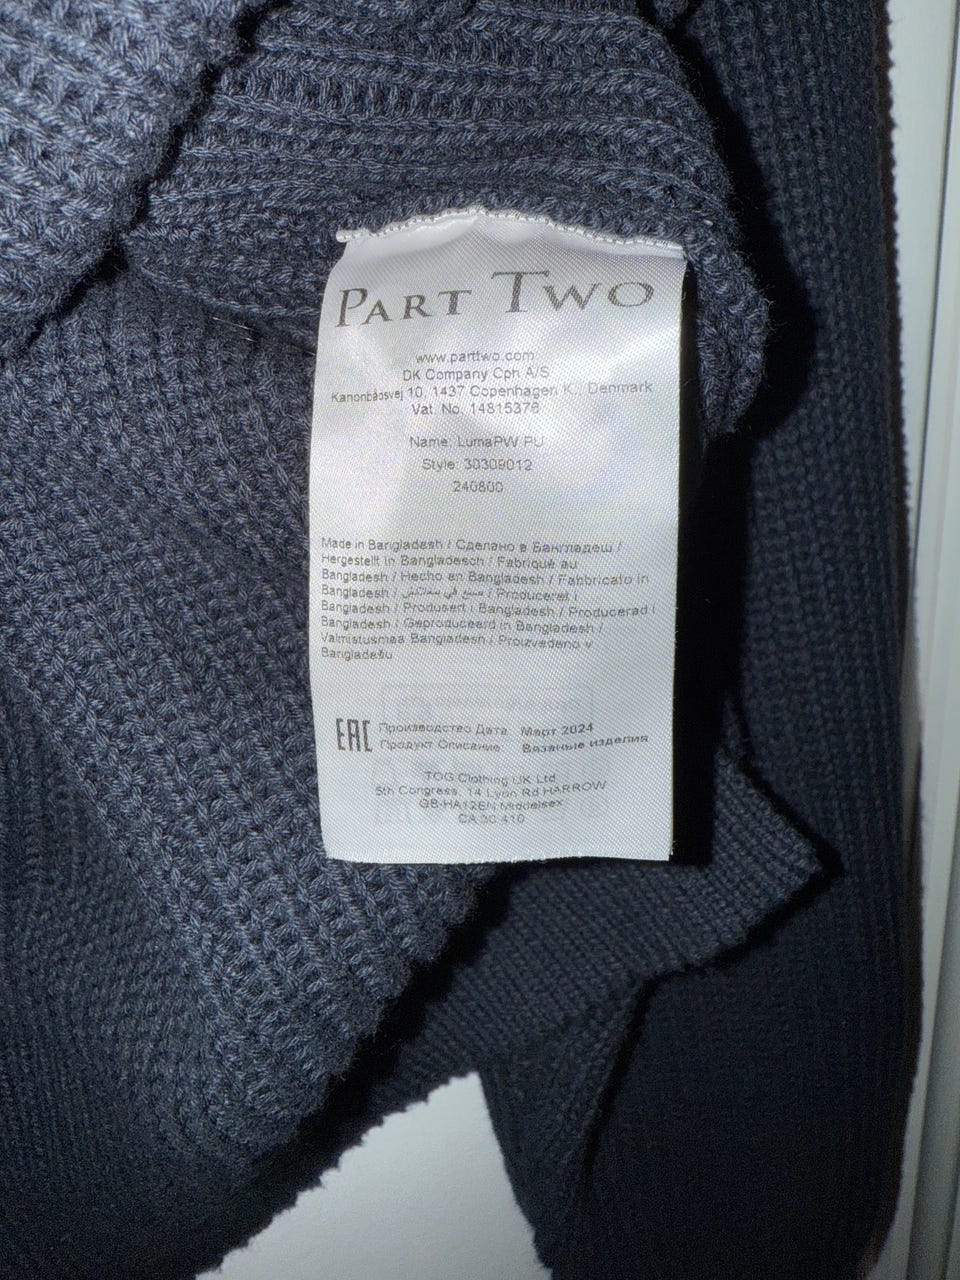 PART TWO
www.parttwo.com
DK Company Cph A/S
Kanonbådsvej 10, 1437 Copenhagen K., Denmark
Vat. No. 14815376
Name: LumaPW PU
Style: 30309012
240800
Made in Bangladash / Сделано в Бангладеш /
Hergestellt in Bangladesch / Fabriqué au
Bangladesh / Hecho en Bangladesh / Fabbricato in
Bangladesh / صنع في / Produceret i
Bangladesh / Produsert i Bangladesh / Producerad i
Bangladesh / Geproduceerd in Bangladesh /
Valmistusmaa Bangladesh / Proizvedeno v
Bangladešu
EAC Производство Дата Март 2024
Продукт Описание Вязаные изделия
TOG Clothing UK Ltd
5th Congress, 14 Lyon Rd HARROW
GB-HA12EN Middelsex
CA 30 410